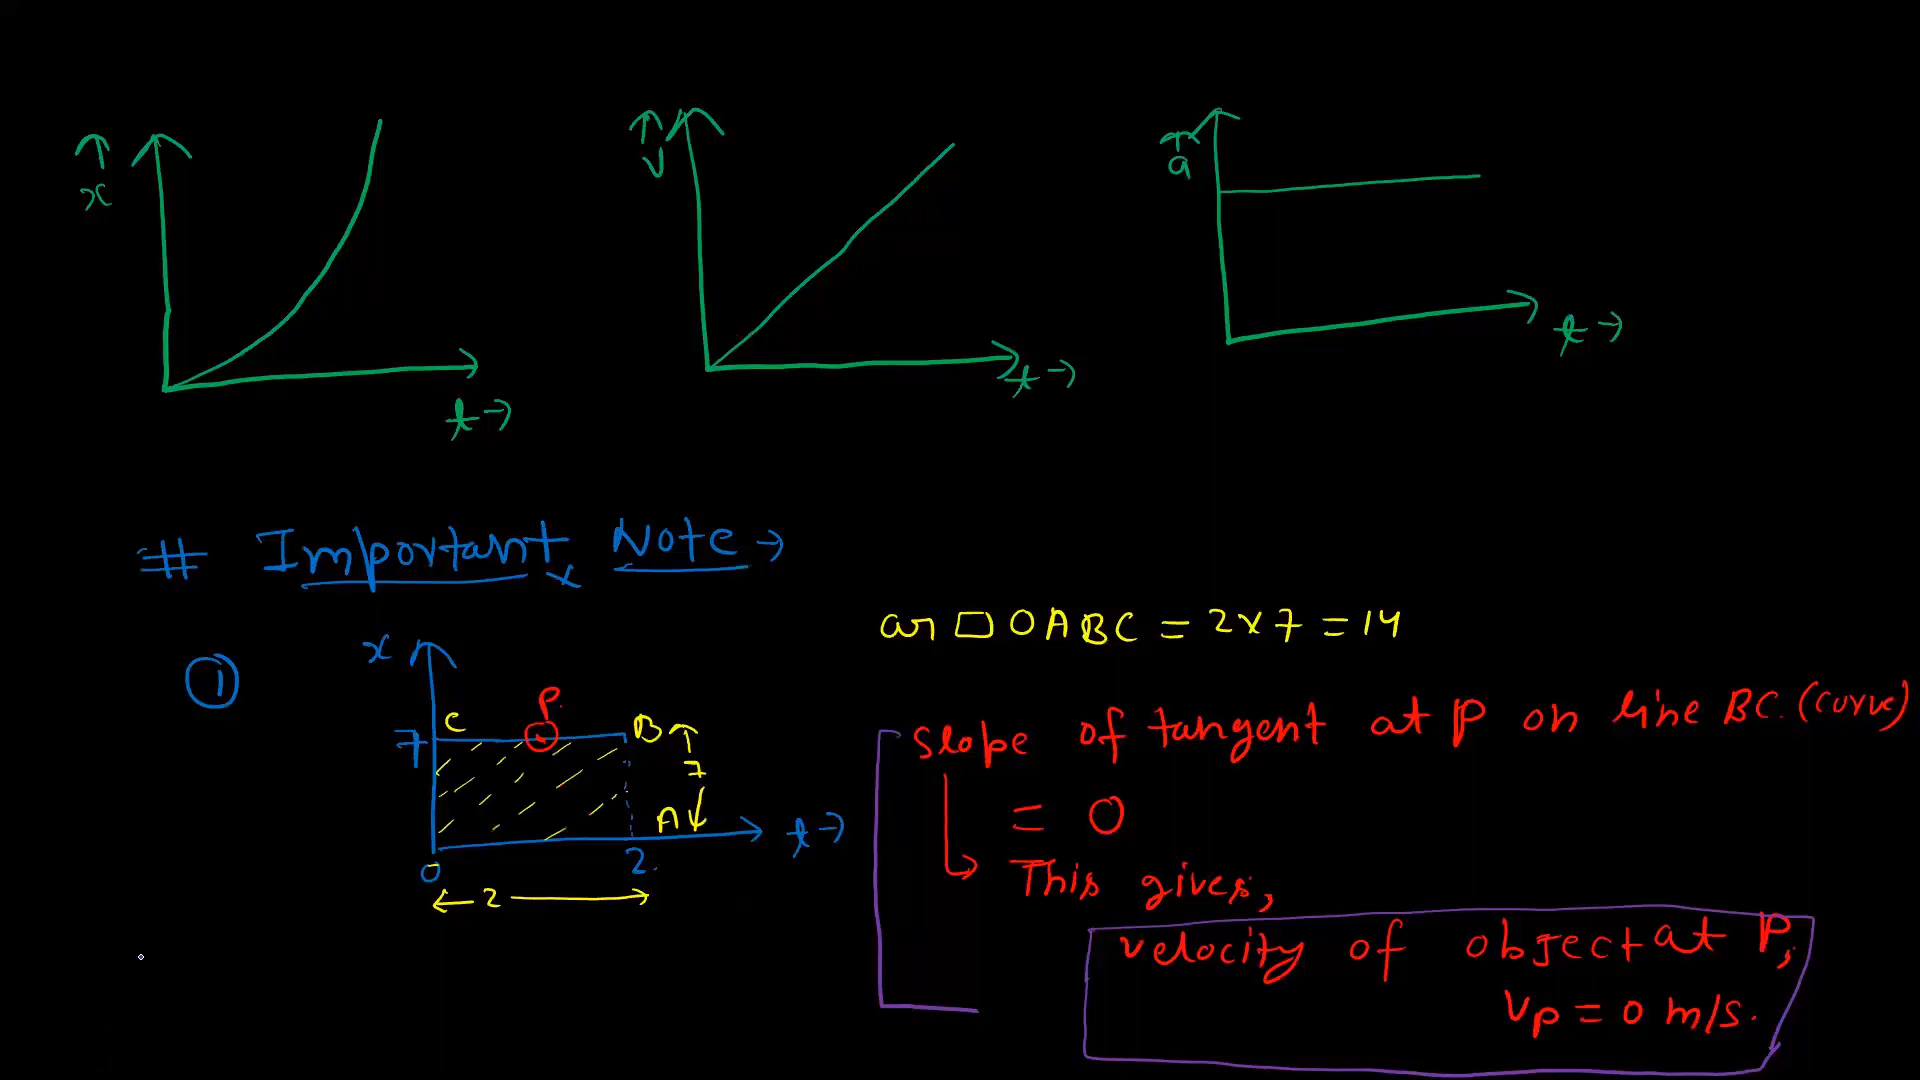 x
t
v
t
a
t
# Important Note →
ar □ OABC = 2 x 7 = 14
①
x
P.
C
B
7
7
A
t
0
2.
2
slope of tangent at P on line BC. (curve)
= 0
This gives,
velocity of object at P,
Vp = 0 m/s.